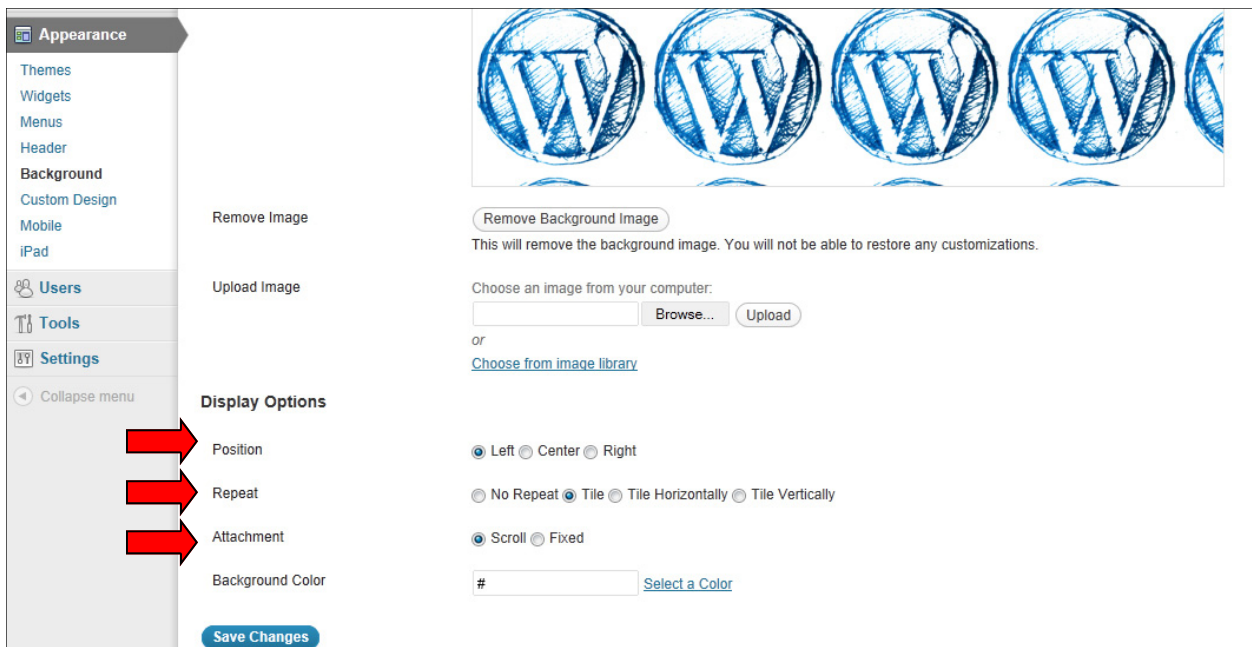 Appearance
Themes
Widgets
Menus
Header
Background
Custom Design
Mobile
iPad
Users
Tools
Settings
Collapse menu
Remove Image
Remove Background Image
This will remove the background image. You will not be able to restore any customizations.
Upload Image
Choose an image from your computer:
Browse... Upload
or
Choose from image library
Display Options
Position
Left Center Right
Repeat
No Repeat Tile Tile Horizontally Tile Vertically
Attachment
Scroll Fixed
Background Color
# Select a Color
Save Changes